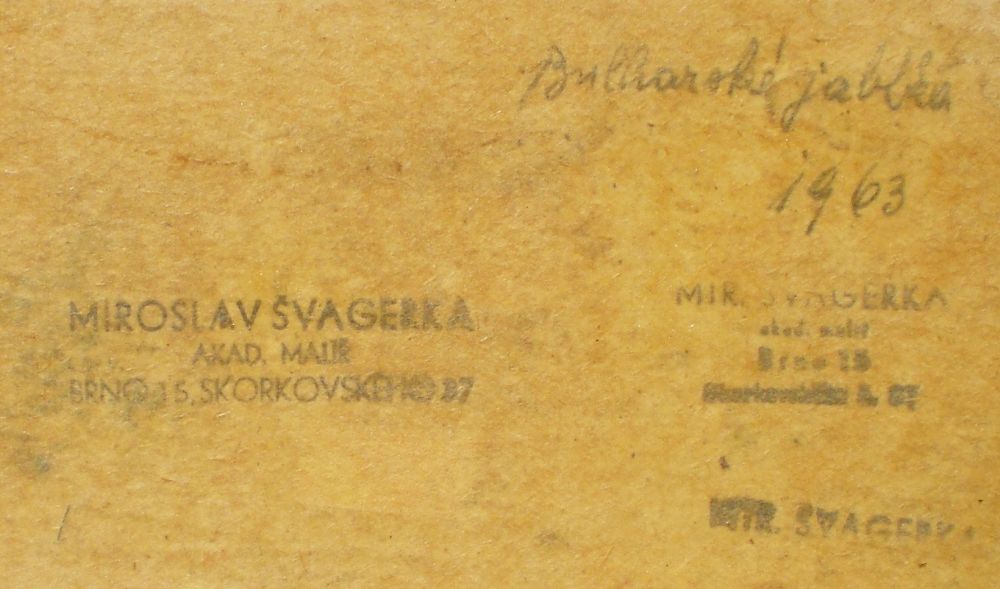 Bulharské jablka
1963
MIROSLAV ŠVAGERKA
AKAD. MALÍŘ
BRNO 15, SKORKOVSKÉHO 87
MIR. ŠVAGERKA
akad. malíř
Brno 15
Skorkovského
MIR. ŠVAGERKA